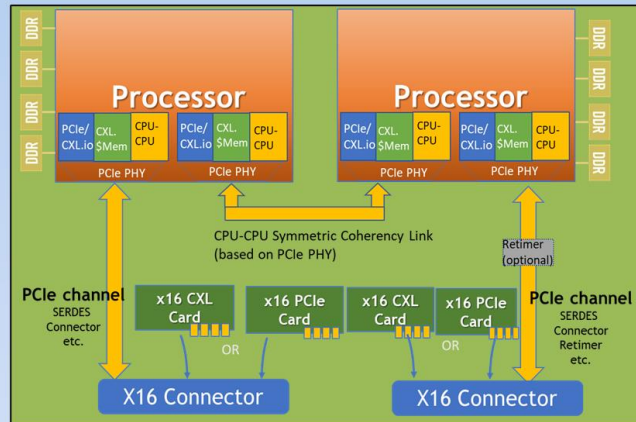 DDR
DDR
DDR
DDR
Processor
PCIe/
CXL.io
CXL.
$Mem
CPU-
CPU
PCIe/
CXL.io
CXL.
$Mem
CPU-
CPU
PCIe PHY
PCIe PHY
Processor
PCIe/
CXL.io
CXL.
$Mem
CPU-
CPU
PCIe/
CXL.io
CXL.
$Mem
CPU-
CPU
PCIe PHY
PCIe PHY
DDR
DDR
DDR
DDR
CPU-CPU Symmetric Coherency Link
(based on PCIe PHY)
Retimer
(optional)
PCIe channel
SERDES
Connector
etc.
x16 CXL
Card
OR
x16 PCIe
Card
x16 CXL
Card
OR
x16 PCIe
Card
PCIe channel
SERDES
Connector
Retimer
etc.
X16 Connector
X16 Connector